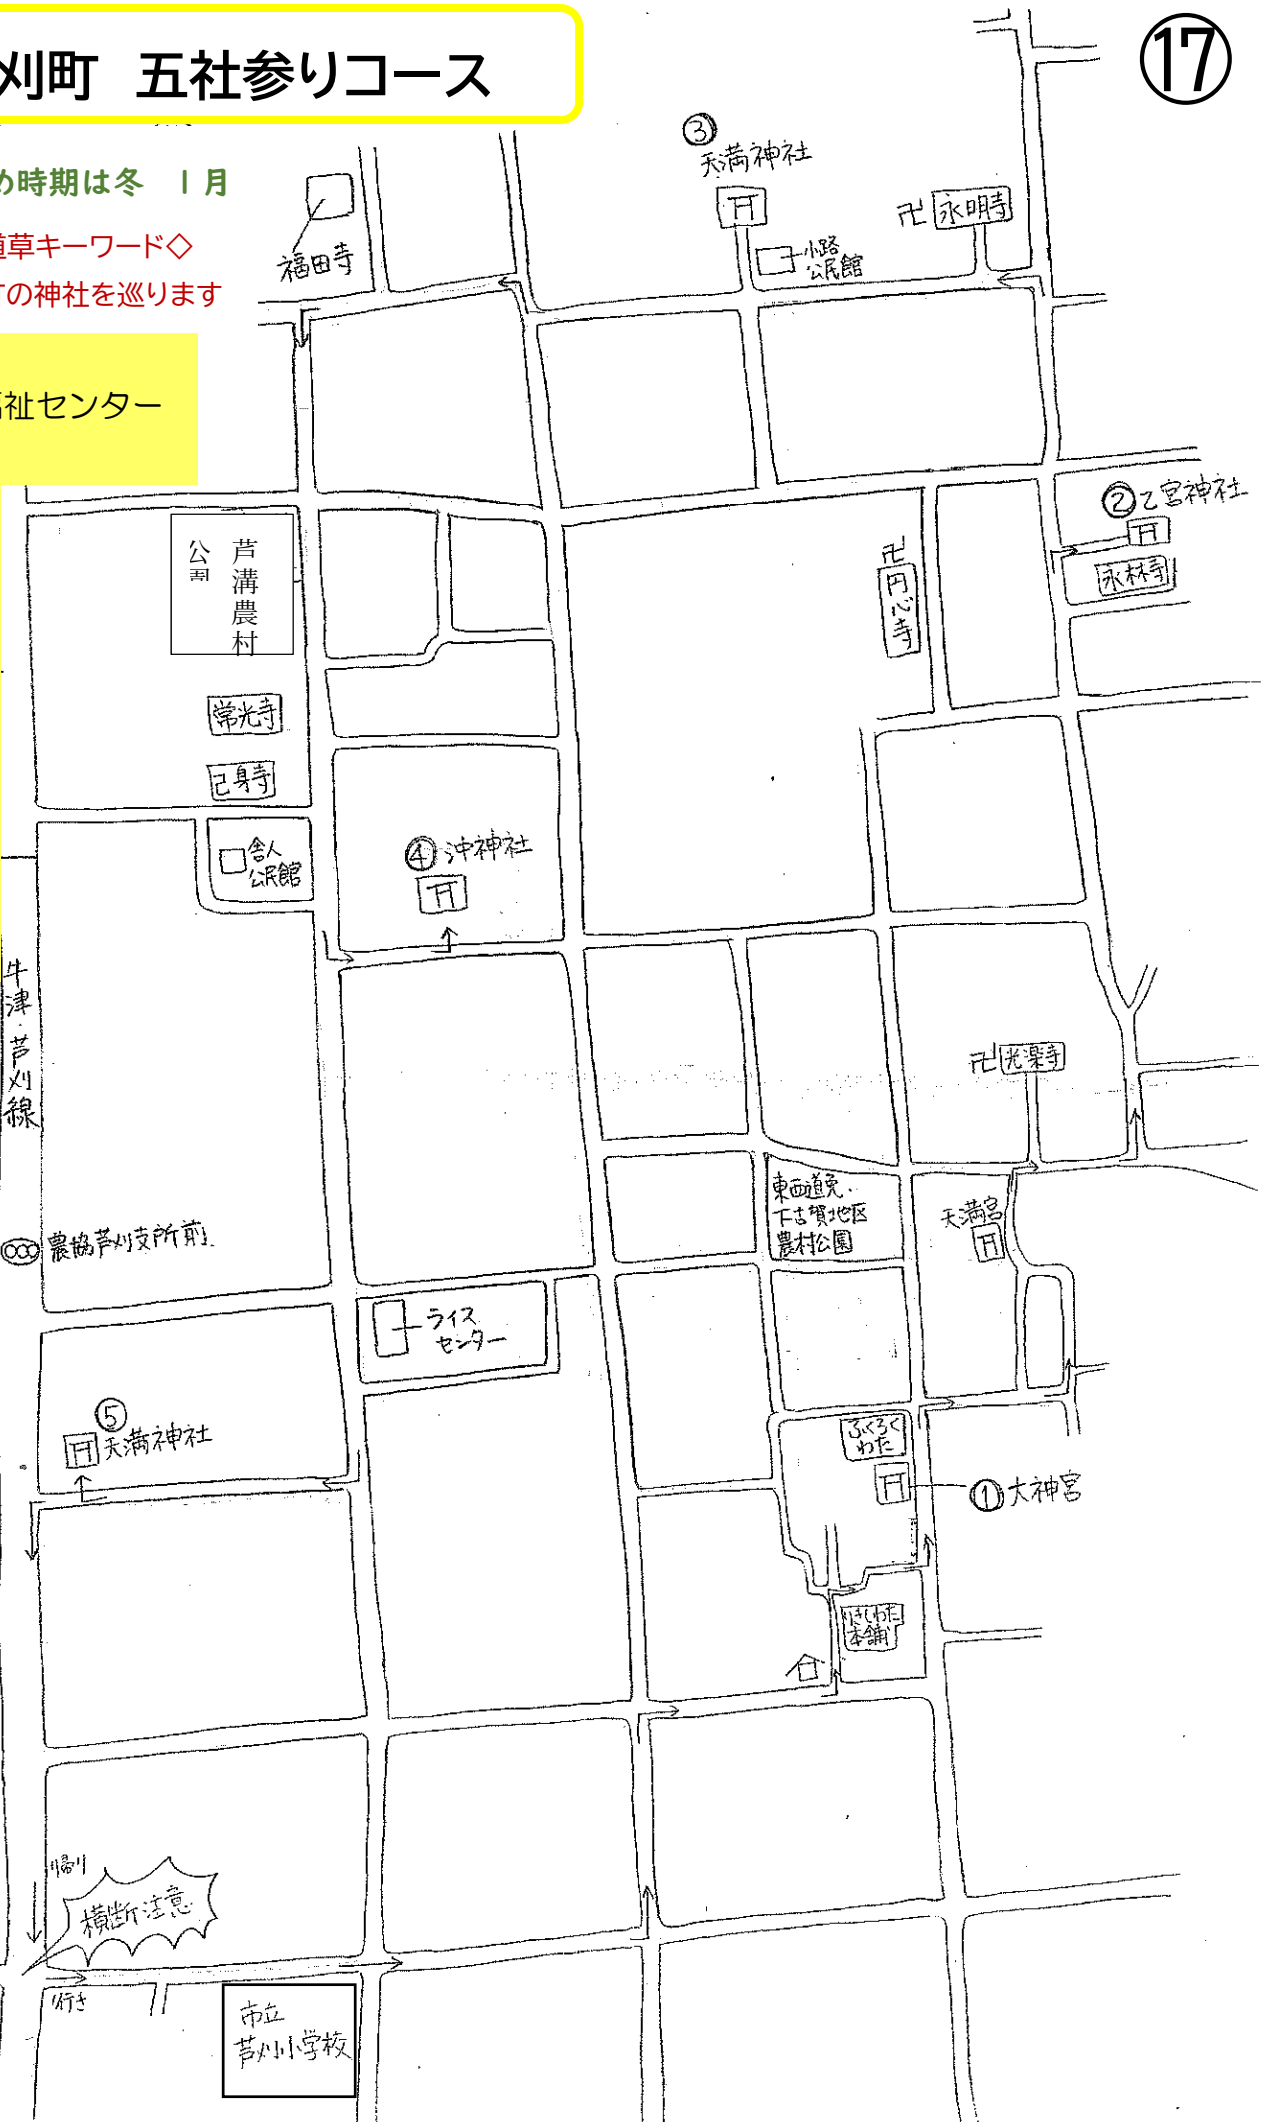 刈町 五社参りコース
⑰
め時期は冬 1月
道草キーワード◇
の神社を巡ります
祉センター
③
天満神社
卍 永明寺
小路
公民館
福田寺
②乙宮神社
永林寺
卍
円心寺
芦溝農村
公園
常光寺
己身寺
舎人
公民館
④沖神社
牛津・芦刈線
卍 光楽寺
東西道免・
下古賀地区
農村公園
天満宮
農協芦刈支所前
ライス
センター
⑤
天満神社
ふくろく
わた
①大神宮
本舗
帰り
横断注意
行き
市立
芦刈小学校